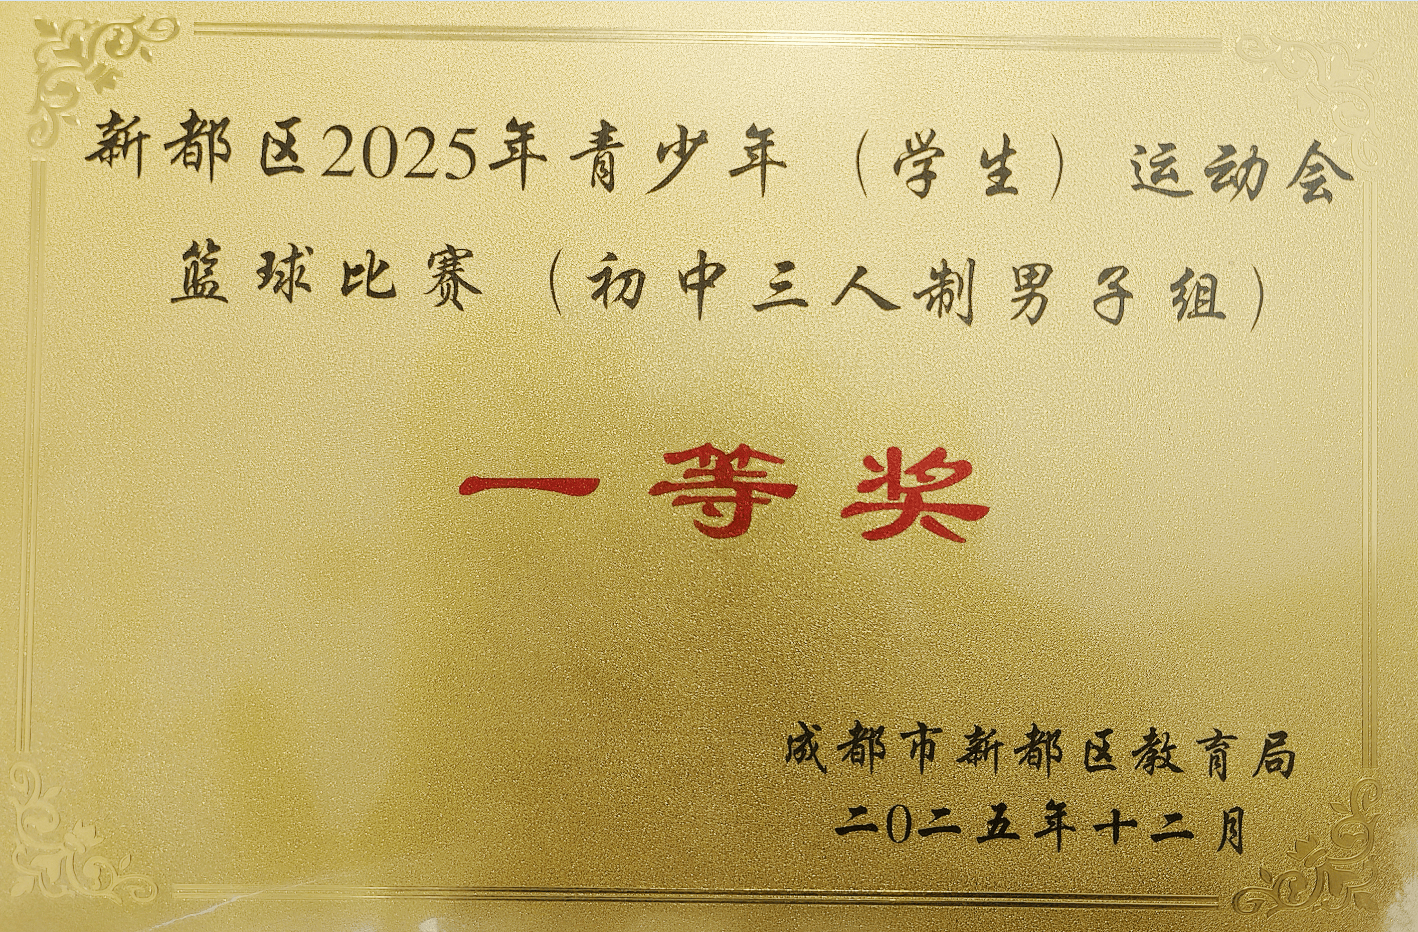 新都区2025年青少年（学生）运动会
篮球比赛（初中三人制男子组）
一等奖
成都市新都区教育局
二0二五年十二月